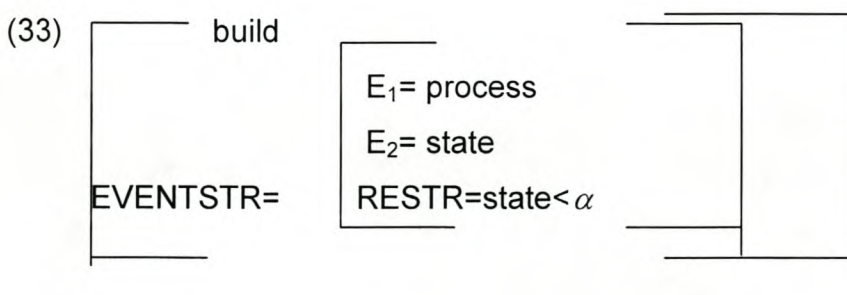 (33) build
E₁= process
E₂= state
EVENTSTR= RESTR=state<α